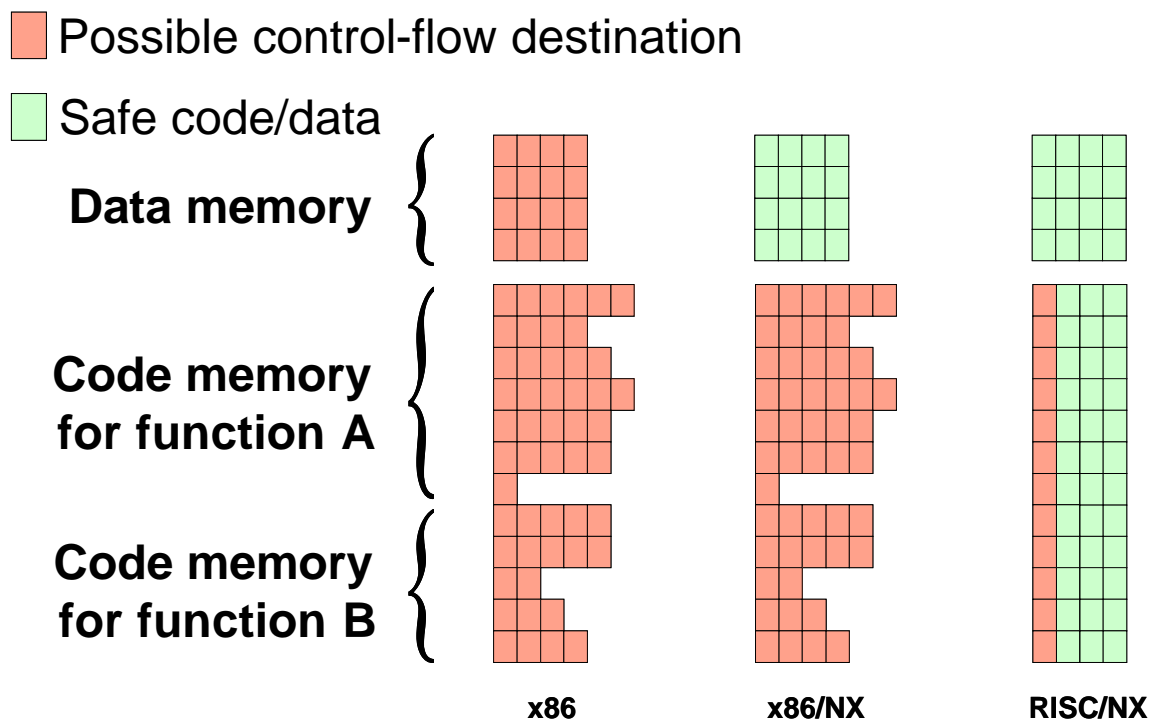 Possible control-flow destination
Safe code/data
Data memory
Code memory
for function A
Code memory
for function B
x86
x86/NX
RISC/NX